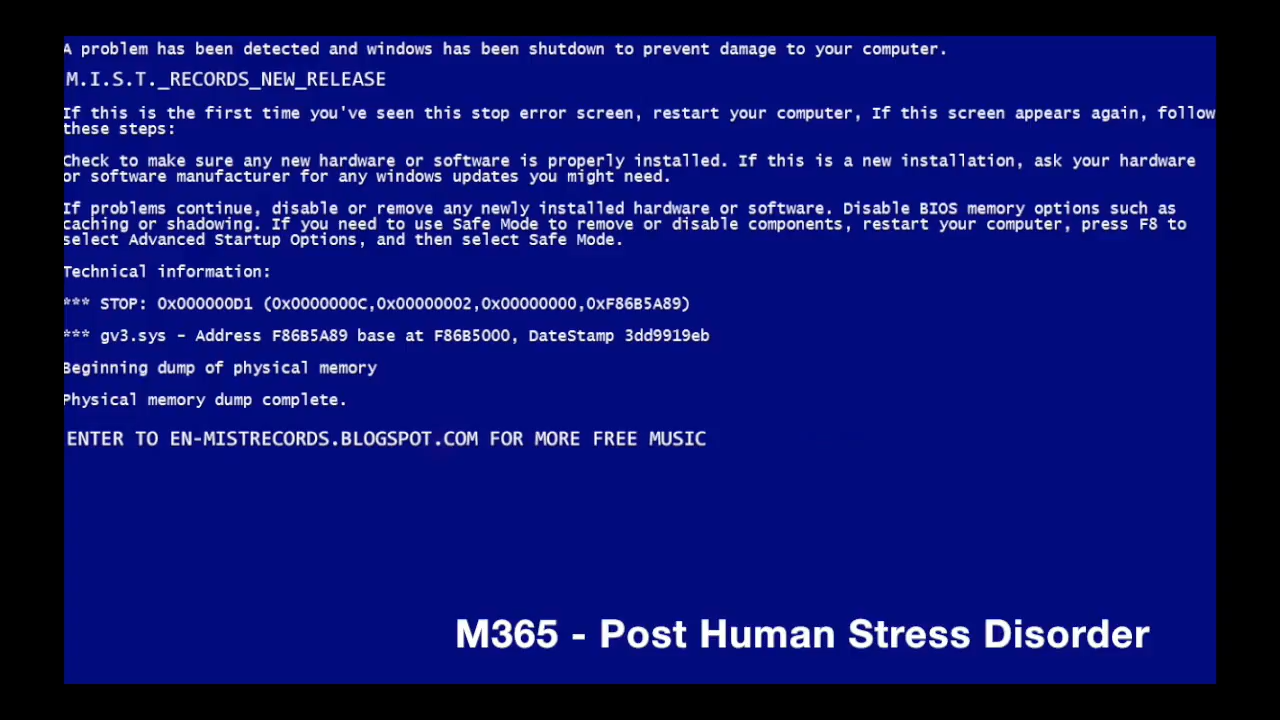 A problem has been detected and windows has been shutdown to prevent damage to your computer.
M.I.S.T._RECORDS_NEW_RELEASE
If this is the first time you've seen this stop error screen, restart your computer, If this screen appears again, follow
these steps:
Check to make sure any new hardware or software is properly installed. If this is a new installation, ask your hardware
or software manufacturer for any windows updates you might need.
If problems continue, disable or remove any newly installed hardware or software. Disable BIOS memory options such as
caching or shadowing. If you need to use Safe Mode to remove or disable components, restart your computer, press F8 to
select Advanced Startup Options, and then select Safe Mode.
Technical information:
*** STOP: 0x000000D1 (0x0000000C,0x00000002,0x00000000,0xF86B5A89)
*** gv3.sys - Address F86B5A89 base at F86B5000, DateStamp 3dd9919eb
Beginning dump of physical memory
Physical memory dump complete.
ENTER TO EN-MISTRECORDS.BLOGSPOT.COM FOR MORE FREE MUSIC
M365 - Post Human Stress Disorder